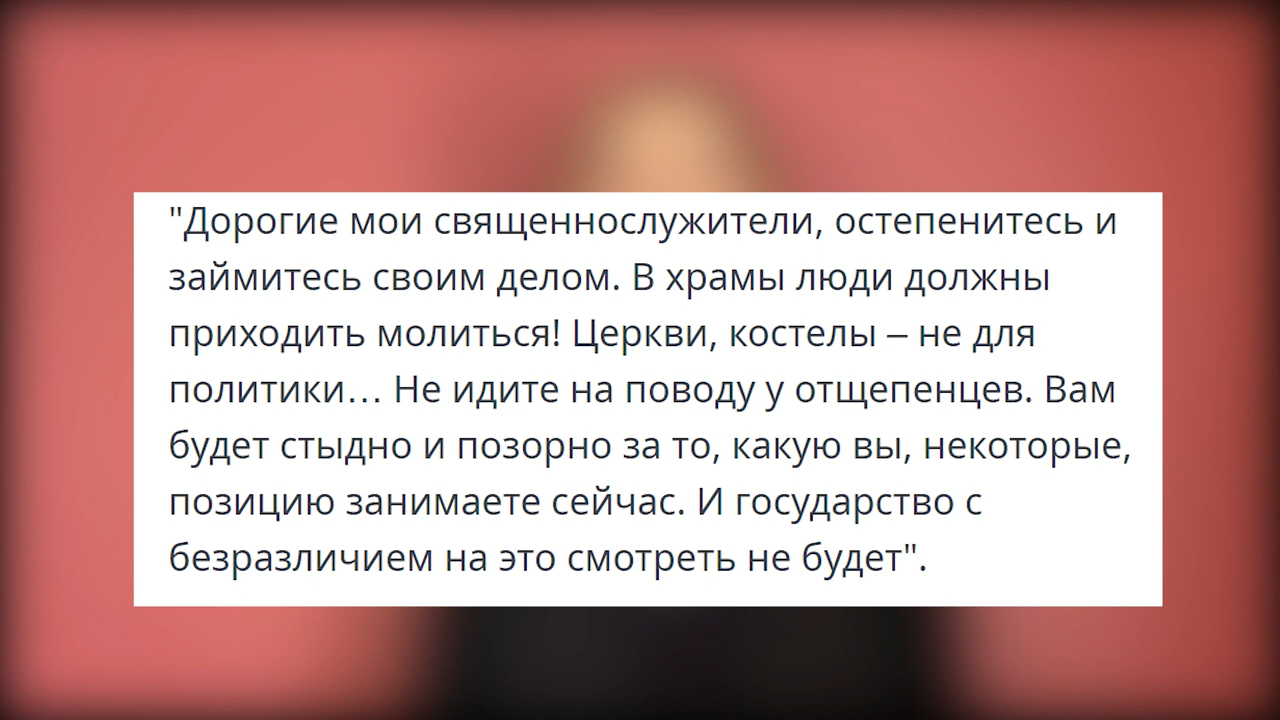 "Дорогие мои священнослужители, остепенитесь и
займитесь своим делом. В храмы люди должны
приходить молиться! Церкви, костелы – не для
политики… Не идите на поводу у отщепенцев. Вам
будет стыдно и позорно за то, какую вы, некоторые,
позицию занимаете сейчас. И государство с
безразличием на это смотреть не будет".